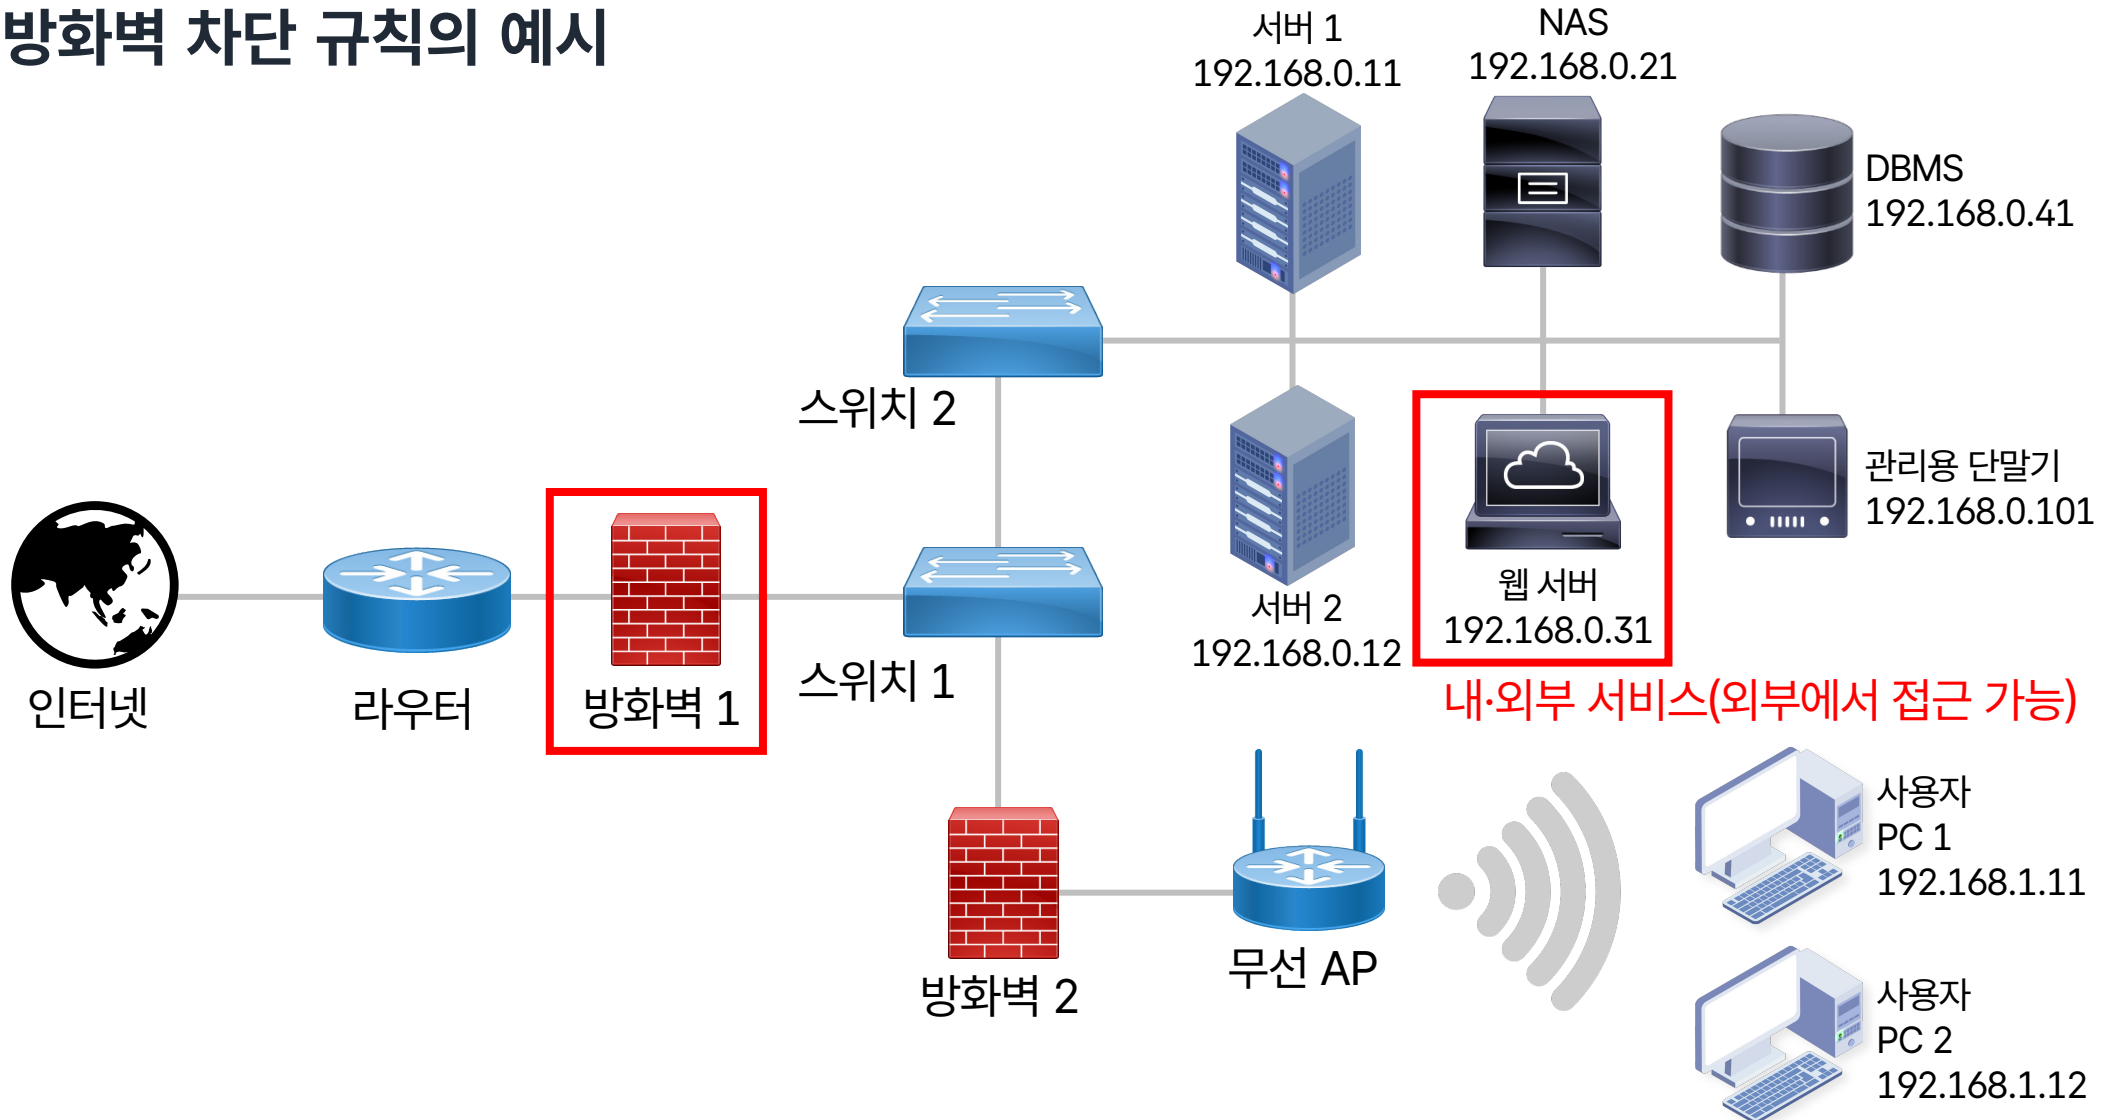 방화벽 차단 규칙의 예시
서버 1
192.168.0.11
NAS
192.168.0.21
DBMS
192.168.0.41
스위치 2
관리용 단말기
192.168.0.101
웹 서버
192.168.0.31
서버 2
192.168.0.12
내·외부 서비스(외부에서 접근 가능)
인터넷
라우터
방화벽 1
스위치 1
사용자
PC 1
192.168.1.11
무선 AP
방화벽 2
사용자
PC 2
192.168.1.12